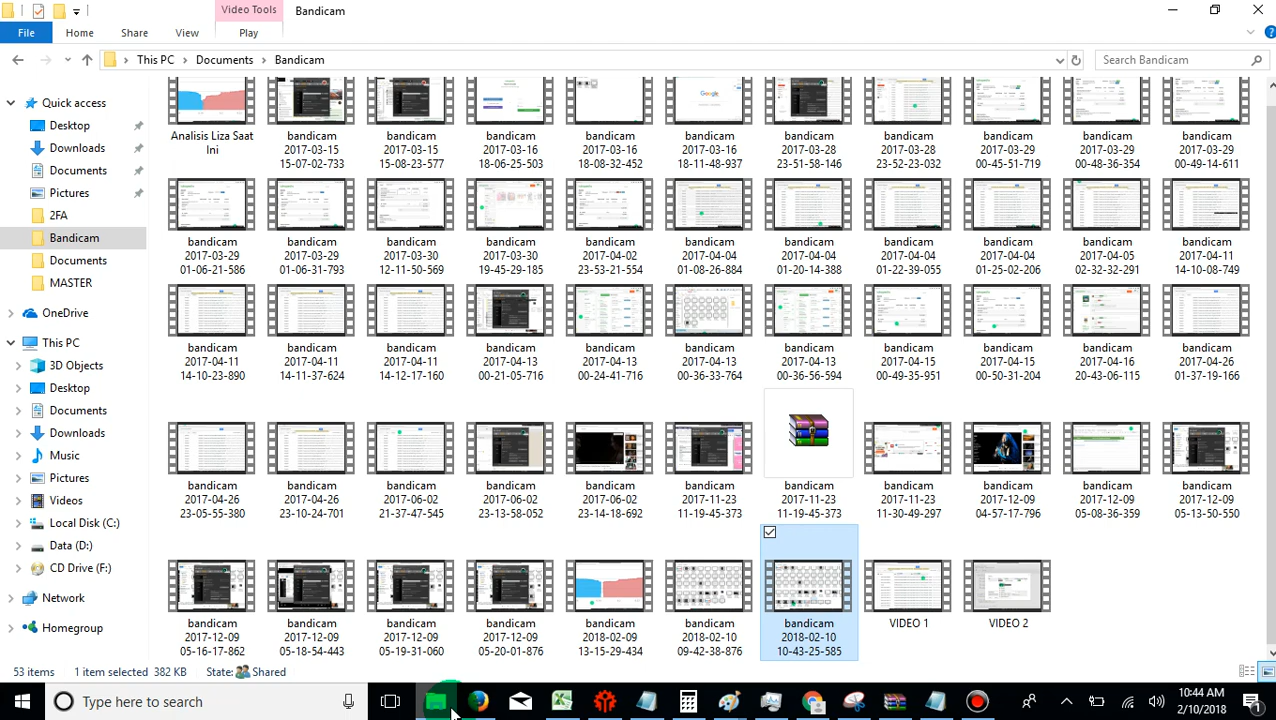 Video Tools
Bandicam
File
Home
Share
View
Play
This PC
Documents
Bandicam
Search Bandicam
Quick access
Desktop
Downloads
Documents
Pictures
2FA
Bandicam
Documents
MASTER
OneDrive
This PC
3D Objects
Desktop
Documents
Downloads
Music
Pictures
Videos
Local Disk (C:)
Data (D:)
CD Drive (F:)
Network
Homegroup
Analisis Liza Saat
Ini
bandicam
2017-03-15
15-07-02-733
bandicam
2017-03-15
15-08-23-577
bandicam
2017-03-16
18-06-25-503
bandicam
2017-03-16
18-08-32-452
bandicam
2017-03-16
18-11-48-957
bandicam
2017-03-28
23-51-58-146
bandicam
2017-03-28
23-52-23-032
bandicam
2017-03-29
00-45-51-719
bandicam
2017-03-29
00-48-36-354
bandicam
2017-03-29
00-49-14-611
bandicam
2017-03-29
01-06-21-586
bandicam
2017-03-29
01-06-31-793
bandicam
2017-03-30
12-11-50-569
bandicam
2017-03-30
19-45-29-185
bandicam
2017-04-02
23-53-21-554
bandicam
2017-04-04
01-08-26-884
bandicam
2017-04-04
01-20-14-388
bandicam
2017-04-04
01-22-39-055
bandicam
2017-04-04
01-25-02-206
bandicam
2017-04-05
02-32-32-291
bandicam
2017-04-11
14-10-08-749
bandicam
2017-04-11
14-10-23-890
bandicam
2017-04-11
14-11-37-624
bandicam
2017-04-11
14-12-17-160
bandicam
2017-04-13
00-21-05-716
bandicam
2017-04-13
00-24-41-716
bandicam
2017-04-13
00-36-33-764
bandicam
2017-04-13
00-36-56-594
bandicam
2017-04-15
00-49-35-951
bandicam
2017-04-15
00-50-31-204
bandicam
2017-04-16
20-43-06-115
bandicam
2017-04-26
01-37-19-166
bandicam
2017-04-26
23-05-55-380
bandicam
2017-04-26
23-10-24-701
bandicam
2017-06-02
21-37-47-545
bandicam
2017-06-02
23-13-58-052
bandicam
2017-06-02
23-14-18-692
bandicam
2017-11-23
11-19-45-373
bandicam
2017-11-23
11-19-45-373
bandicam
2017-11-23
11-30-49-297
bandicam
2017-12-09
04-57-17-796
bandicam
2017-12-09
05-08-36-359
bandicam
2017-12-09
05-13-50-550
bandicam
2017-12-09
05-16-17-862
bandicam
2017-12-09
05-18-54-443
bandicam
2017-12-09
05-19-31-060
bandicam
2017-12-09
05-20-01-876
bandicam
2018-02-09
13-15-29-434
bandicam
2018-02-10
09-42-38-876
bandicam
2018-02-10
10-43-25-585
VIDEO 1
VIDEO 2
53 items
1 item selected 382 KB
State: Shared
Type here to search
10:44 AM
2/10/2018
1